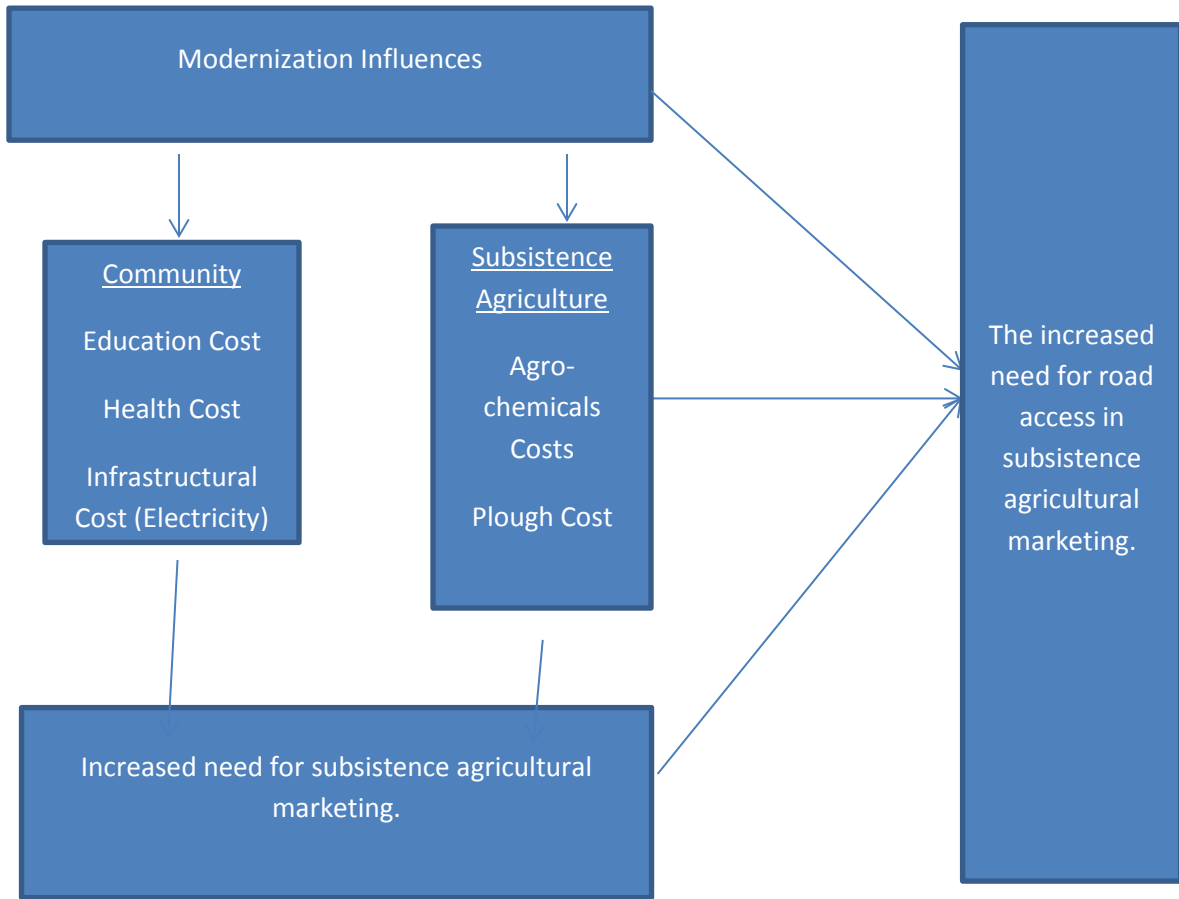 Modernization Influences
Community
Education Cost
Health Cost
Infrastructural
Cost (Electricity)
Subsistence
Agriculture
Agro-
chemicals
Costs
Plough Cost
Increased need for subsistence agricultural
marketing.
The increased
need for road
access in
subsistence
agricultural
marketing.